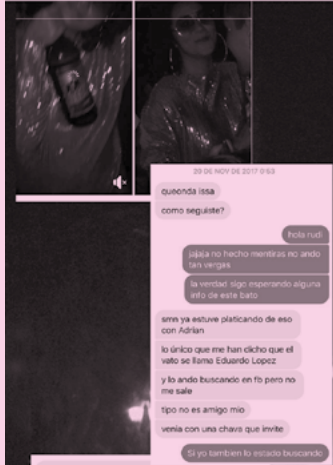 29 DE NOV DE 2017 0:53
queonda issa
como seguiste?
hola rudi
jajaja no hecho mentiras no ando
tan vergas
la verdad sigo esperando alguna
info de este bato
smn ya estuve platicando de eso
con Adrian
lo único que me han dicho que el
vato se llama Eduardo Lopez
y lo ando buscando en fb pero no
me sale
tipo no es amigo mio
venia con una chava que invite
Si yo tambien lo estado buscando